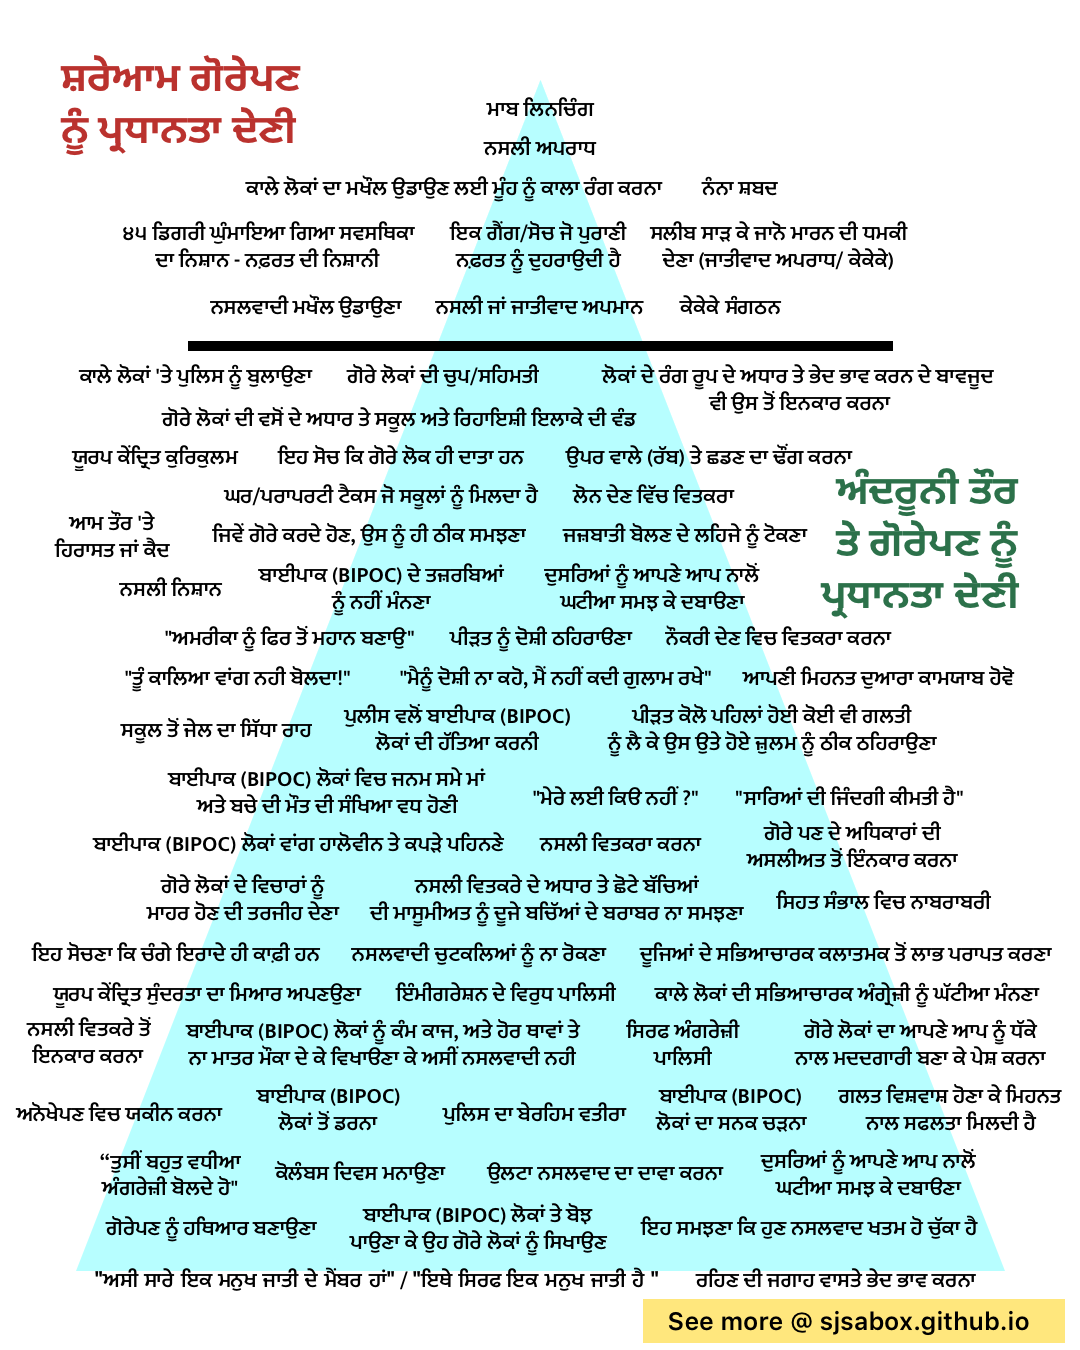 ਸ਼ਰੇਆਮ ਗੋਰੇਪਣ
ਨੂੰ ਪ੍ਰਧਾਨਤਾ ਦੇਣੀ
ਮਾਬ ਲਿਨਚਿੰਗ
ਨਸਲੀ ਅਪਰਾਧ
ਕਾਲੇ ਲੋਕਾਂ ਦਾ ਮਖੌਲ ਉਡਾਉਣ ਲਈ ਮੂੰਹ ਨੂੰ ਕਾਲਾ ਰੰਗ ਕਰਨਾ
ਨੰਨਾ ਸ਼ਬਦ
੪੫ ਡਿਗਰੀ ਘੁੰਮਾਇਆ ਗਿਆ ਸਵਸਥਿਕਾ
ਦਾ ਨਿਸ਼ਾਨ - ਨਫ਼ਰਤ ਦੀ ਨਿਸ਼ਾਨੀ
ਇਕ ਗੈਂਗ/ਸੋਚ ਜੋ ਪੁਰਾਣੀ
ਨਫ਼ਰਤ ਨੂੰ ਦੁਹਰਾਉਦੀ ਹੈ
ਸਲੀਬ ਸਾੜ ਕੇ ਜਾਨੋ ਮਾਰਨ ਦੀ ਧਮਕੀ
ਦੇਣਾ (ਜਾਤੀਵਾਦ ਅਪਰਾਧ/ ਕੇਕੇਕੇ)
ਨਸਲਵਾਦੀ ਮਖੌਲ ਉਡਾਉਣਾ
ਨਸਲੀ ਜਾਂ ਜਾਤੀਵਾਦ ਅਪਮਾਨ
ਕੇਕੇਕੇ ਸੰਗਠਨ
ਕਾਲੇ ਲੋਕਾਂ 'ਤੇ ਪੁਲਿਸ ਨੂੰ ਬੁਲਾਉਣਾ
ਗੋਰੇ ਲੋਕਾਂ ਦੀ ਚੁਪ/ਸਹਿਮਤੀ
ਲੋਕਾਂ ਦੇ ਰੰਗ ਰੂਪ ਦੇ ਅਧਾਰ ਤੇ ਭੇਦ ਭਾਵ ਕਰਨ ਦੇ ਬਾਵਜੂਦ
ਵੀ ਉਸ ਤੋਂ ਇਨਕਾਰ ਕਰਨਾ
ਗੋਰੇ ਲੋਕਾਂ ਦੀ ਵਸੋਂ ਦੇ ਅਧਾਰ ਤੇ ਸਕੂਲ ਅਤੇ ਰਿਹਾਇਸ਼ੀ ਇਲਾਕੇ ਦੀ ਵੰਡ
ਯੂਰਪ ਕੇਂਦ੍ਰਿਤ ਕੁਰਿਕੁਲਮ
ਇਹ ਸੋਚ ਕਿ ਗੋਰੇ ਲੋਕ ਹੀ ਦਾਤਾ ਹਨ
ਉਪਰ ਵਾਲੇ (ਰੱਬ) ਤੇ ਛਡਣ ਦਾ ਢੌਂਗ ਕਰਨਾ
ਅੰਦਰੂਨੀ ਤੌਰ
ਤੇ ਗੋਰੇਪਣ ਨੂੰ
ਪ੍ਰਧਾਨਤਾ ਦੇਣੀ
ਘਰ/ਪਰਾਪਰਟੀ ਟੈਕਸ ਜੋ ਸਕੂਲਾਂ ਨੂੰ ਮਿਲਦਾ ਹੈ
ਲੋਨ ਦੇਣ ਵਿੱਚ ਵਿਤਕਰਾ
ਆਮ ਤੌਰ 'ਤੇ
ਹਿਰਾਸਤ ਜਾਂ ਕੈਦ
ਜਿਵੇਂ ਗੋਰੇ ਕਰਦੇ ਹੋਣ, ਉਸ ਨੂੰ ਹੀ ਠੀਕ ਸਮਝਣਾ
ਜਜ਼ਬਾਤੀ ਬੋਲਣ ਦੇ ਲਹਿਜੇ ਨੂੰ ਟੋਕਣਾ
ਨਸਲੀ ਨਿਸ਼ਾਨ
ਬਾਈਪਾਕ (BIPOC) ਦੇ ਤਜ਼ਰਬਿਆਂ
ਨੂੰ ਨਹੀਂ ਮੰਨਣਾ
ਦੁਸਰਿਆਂ ਨੂੰ ਆਪਣੇ ਆਪ ਨਾਲੋਂ
ਘਟੀਆ ਸਮਝ ਕੇ ਦਬਾੳਣਾ
"ਅਮਰੀਕਾ ਨੂੰ ਫਿਰ ਤੋਂ ਮਹਾਨ ਬਣਾਉ"
ਪੀੜਤ ਨੂੰ ਦੋਸ਼ੀ ਠਹਿਰਾੳਣਾ
ਨੌਕਰੀ ਦੇਣ ਵਿਚ ਵਿਤਕਰਾ ਕਰਨਾ
"ਤੂੰ ਕਾਲਿਆ ਵਾਂਗ ਨਹੀ ਬੋਲਦਾ!"
"ਮੈਨੂੰ ਦੋਸ਼ੀ ਨਾ ਕਹੋ, ਮੈਂ ਨਹੀਂ ਕਦੀ ਗੁਲਾਮ ਰਖੇ"
ਆਪਣੀ ਮਿਹਨਤ ਦੁਆਰਾ ਕਾਮਯਾਬ ਹੋਵੋ
ਸਕੂਲ ਤੋਂ ਜੇਲ ਦਾ ਸਿੱਧਾ ਰਾਹ
ਪੁਲੀਸ ਵਲੋਂ ਬਾਈਪਾਕ (BIPOC)
ਲੋਕਾਂ ਦੀ ਹੱਤਿਆ ਕਰਨੀ
ਪੀੜਤ ਕੋਲੋ ਪਹਿਲਾਂ ਹੋਈ ਕੋਈ ਵੀ ਗਲਤੀ
ਨੂੰ ਲੈ ਕੇ ਉਸ ਉਤੇ ਹੋਏ ਜ਼ੁਲਮ ਨੂੰ ਠੀਕ ਠਹਿਰਾਉਣਾ
ਬਾਈਪਾਕ (BIPOC) ਲੋਕਾਂ ਵਿਚ ਜਨਮ ਸਮੇ ਮਾਂ
ਅਤੇ ਬਚੇ ਦੀ ਮੌਤ ਦੀ ਸੰਖਿਆ ਵਧ ਹੋਣੀ
"ਮੇਰੇ ਲਈ ਕਿੳ ਨਹੀਂ ?"
"ਸਾਰਿਆਂ ਦੀ ਜਿੰਦਗੀ ਕੀਮਤੀ ਹੈ"
ਬਾਈਪਾਕ (BIPOC) ਲੋਕਾਂ ਵਾਂਗ ਹਾਲੋਵੀਨ ਤੇ ਕਪੜੇ ਪਹਿਨਣੇ
ਨਸਲੀ ਵਿਤਕਰਾ ਕਰਨਾ
ਗੋਰੇ ਪਣ ਦੇ ਅਧਿਕਾਰਾਂ ਦੀ
ਅਸਲੀਅਤ ਤੋਂ ਇੰਨਕਾਰ ਕਰਨਾ
ਗੋਰੇ ਲੋਕਾਂ ਦੇ ਵਿਚਾਰਾਂ ਨੂੰ
ਮਾਹਰ ਹੋਣ ਦੀ ਤਰਜੀਹ ਦੇਣਾ
ਨਸਲੀ ਵਿਤਕਰੇ ਦੇ ਅਧਾਰ ਤੇ ਛੋਟੇ ਬੱਚਿਆਂ
ਦੀ ਮਾਸੂਮੀਅਤ ਨੂੰ ਦੂਜੇ ਬਚਿੱਆਂ ਦੇ ਬਰਾਬਰ ਨਾ ਸਮਝਣਾ
ਸਿਹਤ ਸੰਭਾਲ ਵਿਚ ਨਾਬਰਾਬਰੀ
ਇਹ ਸੋਚਣਾ ਕਿ ਚੰਗੇ ਇਰਾਦੇ ਹੀ ਕਾਫ਼ੀ ਹਨ
ਨਸਲਵਾਦੀ ਚੁਟਕਲਿਆਂ ਨੂੰ ਨਾ ਰੋਕਣਾ
ਦੂਜਿਆਂ ਦੇ ਸਭਿਆਚਾਰਕ ਕਲਾਤਮਕ ਤੋਂ ਲਾਭ ਪਰਾਪਤ ਕਰਣਾ
ਯੂਰਪ ਕੇਂਦ੍ਰਿਤ ਸੁੰਦਰਤਾ ਦਾ ਮਿਆਰ ਅਪਣਉਣਾ
ਇੰਮੀਗਰੇਸ਼ਨ ਦੇ ਵਿਰੁਧ ਪਾਲਿਸੀ
ਕਾਲੇ ਲੋਕਾਂ ਦੀ ਸਭਿਆਚਾਰਕ ਅੰਗ੍ਰੇਜ਼ੀ ਨੂੰ ਘੱਟੀਆ ਮੰਨਣਾ
ਨਸਲੀ ਵਿਤਕਰੇ ਤੋਂ
ਇਨਕਾਰ ਕਰਨਾ
ਬਾਈਪਾਕ (BIPOC) ਲੋਕਾਂ ਨੂੰ ਕੰਮ ਕਾਜ, ਅਤੇ ਹੋਰ ਥਾਵਾਂ ਤੇ
ਨਾ ਮਾਤਰ ਮੌਕਾ ਦੇ ਕੇ ਵਿਖਾੳਣਾ ਕੇ ਅਸੀਂ ਨਸਲਵਾਦੀ ਨਹੀ
ਸਿਰਫ ਅੰਗਰੇਜ਼ੀ
ਪਾਲਿਸੀ
ਗੋਰੇ ਲੋਕਾਂ ਦਾ ਆਪਣੇ ਆਪ ਨੂੰ ਧੱਕੇ
ਨਾਲ ਮਦਦਗਾਰੀ ਬਣਾ ਕੇ ਪੇਸ਼ ਕਰਨਾ
ਅਨੋਖੇਪਣ ਵਿਚ ਯਕੀਨ ਕਰਨਾ
ਬਾਈਪਾਕ (BIPOC)
ਲੋਕਾਂ ਤੋਂ ਡਰਨਾ
ਪੁਲਿਸ ਦਾ ਬੇਰਹਿਮ ਵਤੀਰਾ
ਬਾਈਪਾਕ (BIPOC)
ਲੋਕਾਂ ਦਾ ਸਨਕ ਚੜਨਾ
ਗਲਤ ਵਿਸ਼ਵਾਸ਼ ਹੋਣਾ ਕੇ ਮਿਹਨਤ
ਨਾਲ ਸਫਲਤਾ ਮਿਲਦੀ ਹੈ
“ਤੁਸੀਂ ਬਹੁਤ ਵਧੀਆ
ਅੰਗਰੇਜ਼ੀ ਬੋਲਦੇ ਹੋ"
ਕੋਲੰਬਸ ਦਿਵਸ ਮਨਾਉਣਾ
ਉਲਟਾ ਨਸਲਵਾਦ ਦਾ ਦਾਵਾ ਕਰਨਾ
ਦੁਸਰਿਆਂ ਨੂੰ ਆਪਣੇ ਆਪ ਨਾਲੋਂ
ਘਟੀਆ ਸਮਝ ਕੇ ਦਬਾੳਣਾ
ਗੋਰੇਪਣ ਨੂੰ ਹਥਿਆਰ ਬਣਾਉਣਾ
ਬਾਈਪਾਕ (BIPOC) ਲੋਕਾਂ ਤੇ ਬੋਝ
ਪਾਉਣਾ ਕੇ ਉਹ ਗੋਰੇ ਲੋਕਾਂ ਨੂੰ ਸਿਖਾਉਣ
ਇਹ ਸਮਝਣਾ ਕਿ ਹੁਣ ਨਸਲਵਾਦ ਖਤਮ ਹੋ ਚੁੱਕਾ ਹੈ
"ਅਸੀ ਸਾਰੇ ਇਕ ਮਨੁਖ ਜਾਤੀ ਦੇ ਮੈਂਬਰ ਹਾਂ" / "ਇਥੇ ਸਿਰਫ ਇਕ ਮਨੁਖ ਜਾਤੀ ਹੈ "
ਰਹਿਣ ਦੀ ਜਗਾਹ ਵਾਸਤੇ ਭੇਦ ਭਾਵ ਕਰਨਾ
See more @ sjsabox.github.io